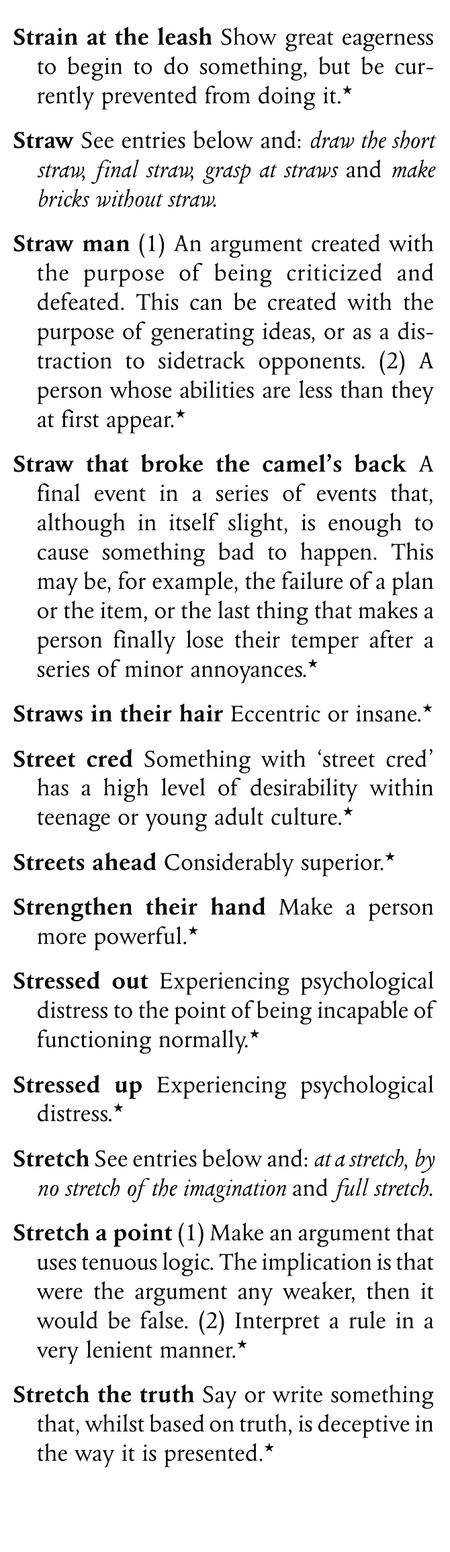 Strain at the leash Show great eagerness
to begin to do something, but be cur-
rently prevented from doing it.★
Straw See entries below and: draw the short
straw, final straw, grasp at straws and make
bricks without straw.
Straw man (1) An argument created with
the purpose of being criticized and
defeated. This can be created with the
purpose of generating ideas, or as a dis-
traction to sidetrack opponents. (2) A
person whose abilities are less than they
at first appear.★
Straw that broke the camel’s back A
final event in a series of events that,
although in itself slight, is enough to
cause something bad to happen. This
may be, for example, the failure of a plan
or the item, or the last thing that makes a
person finally lose their temper after a
series of minor annoyances.★
Straws in their hair Eccentric or insane.★
Street cred Something with ‘street cred’
has a high level of desirability within
teenage or young adult culture.★
Streets ahead Considerably superior.★
Strengthen their hand Make a person
more powerful.★
Stressed out Experiencing psychological
distress to the point of being incapable of
functioning normally.★
Stressed up Experiencing psychological
distress.★
Stretch See entries below and: at a stretch, by
no stretch of the imagination and full stretch.
Stretch a point (1) Make an argument that
uses tenuous logic. The implication is that
were the argument any weaker, then it
would be false. (2) Interpret a rule in a
very lenient manner.★
Stretch the truth Say or write something
that, whilst based on truth, is deceptive in
the way it is presented.★